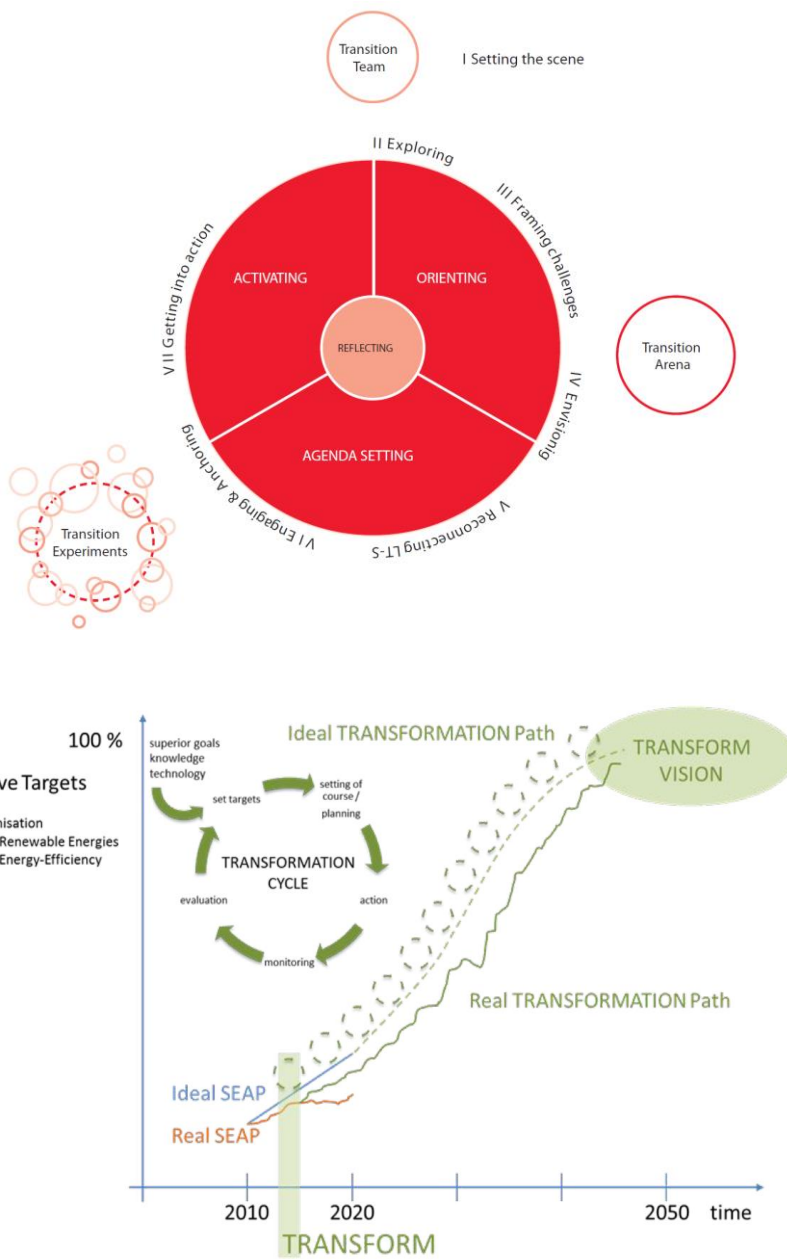 Transition
Team
I Setting the scene
II Exploring
III Framing challenges
VII Getting into action
ACTIVATING
ORIENTING
REFLECTING
Transition
Arena
IV Envisionig
AGENDA SETTING
VI Engaging & Anchoring
V Reconnecting LT-S
Transition
Experiments
100 %
superior goals
knowledge
technology
Ideal TRANSFORMATION Path
TRANSFORM
VISION
ve Targets
set targets
setting of
course /
planning
nisation
Renewable Energies
Energy-Efficiency
TRANSFORMATION
CYCLE
evaluation
action
monitoring
Real TRANSFORMATION Path
Ideal SEAP
Real SEAP
2010
2020
2050
time
TRANSFORM